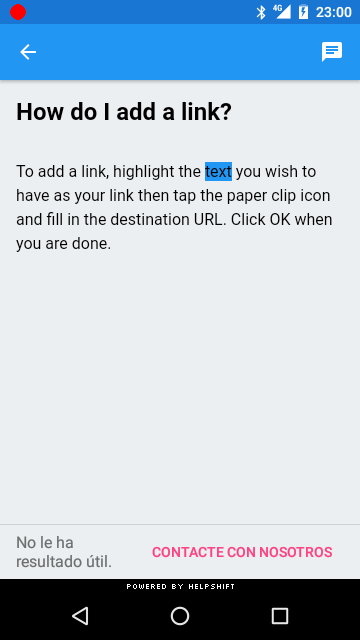 4G 23:00
How do I add a link?
To add a link, highlight the text you wish to
have as your link then tap the paper clip icon
and fill in the destination URL. Click OK when
you are done.
No le ha
resultado útil.
CONTACTE CON NOSOTROS
POWERED BY HELPSHIFT